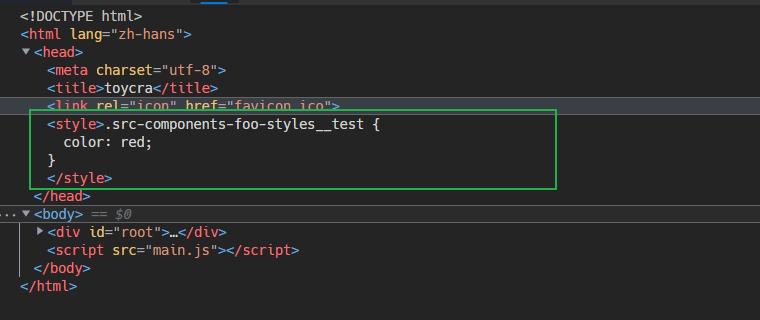 <!DOCTYPE html>
<html lang="zh-hans">
<head>
<meta charset="utf-8">
<title>toycra</title>
<link rel="icon" href="favicon.ico">
<style>.src-components-foo-styles__test {
color: red;
}
</style>
</head>
... <body> == $0
<div id="root">…</div>
<script src="main.js"></script>
</body>
</html>